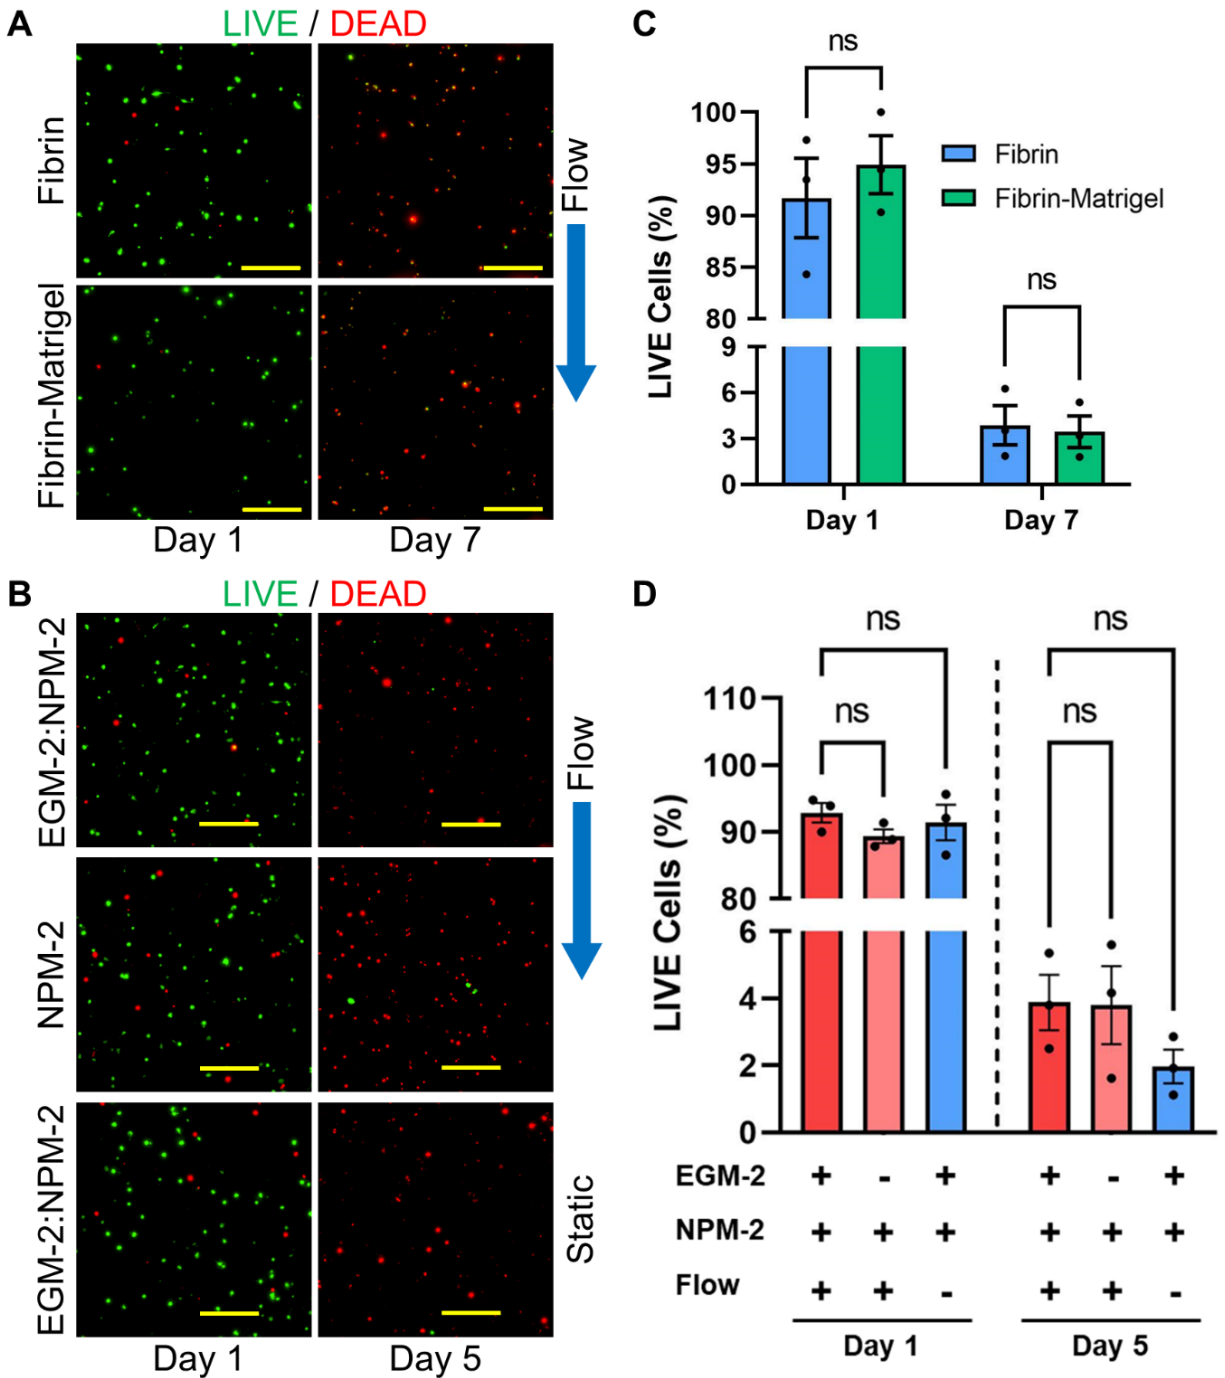 A
LIVE / DEAD
Fibrin
Fibrin-Matrigel
Flow
Day 1
Day 7
B
LIVE / DEAD
EGM-2:NPM-2
NPM-2
EGM-2:NPM-2
Flow
Static
Day 1
Day 5
C
ns
ns
LIVE Cells (%)
100
95
90
85
80
9
6
3
0
Fibrin
Fibrin-Matrigel
Day 1
Day 7
D
ns
ns
ns
ns
LIVE Cells (%)
110
100
90
80
6
4
2
0
EGM-2 + - + + - +
NPM-2 + + + + + +
Flow + + - + + -
Day 1
Day 5